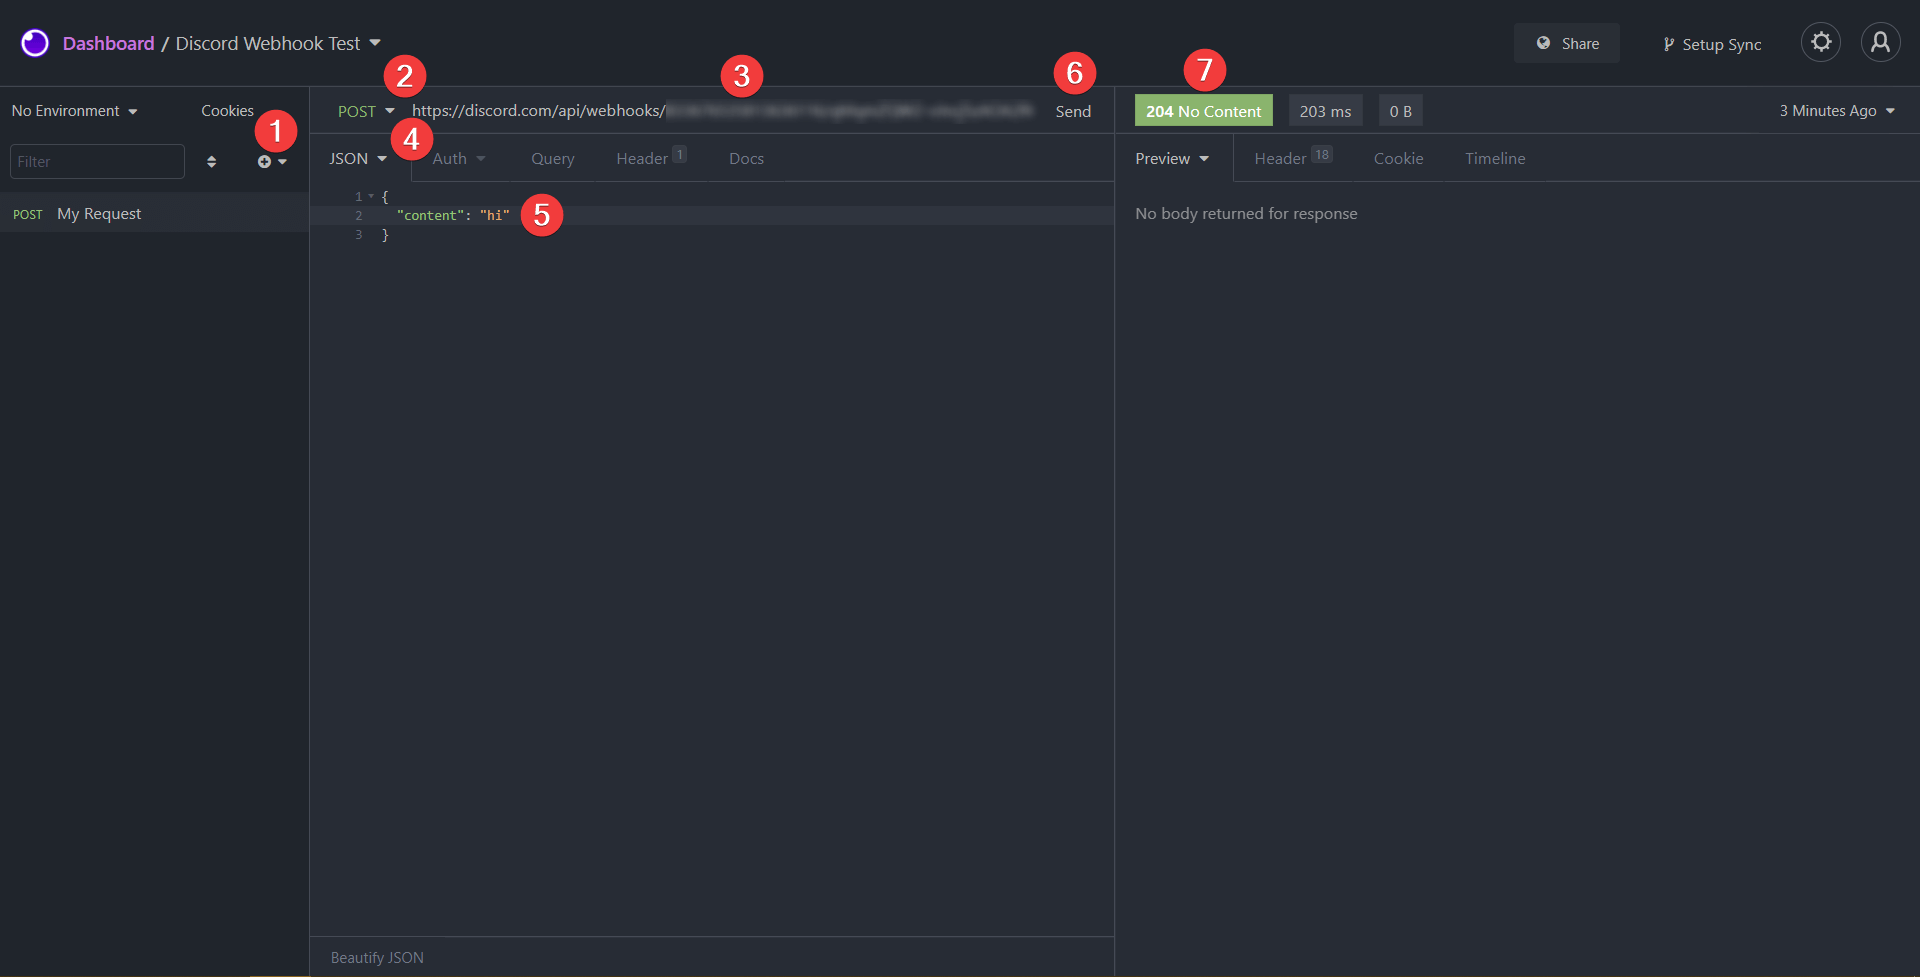 Dashboard / Discord Webhook Test
Share
Setup Sync
1
2
3
4
5
6
7
No Environment
Cookies
Filter
POST My Request
POST
https://discord.com/api/webhooks/
Send
JSON
Auth
Query
Header 1
Docs
1 {
2 "content": "hi"
3 }
Beautify JSON
204 No Content
203 ms
0 B
3 Minutes Ago
Preview
Header 18
Cookie
Timeline
No body returned for response